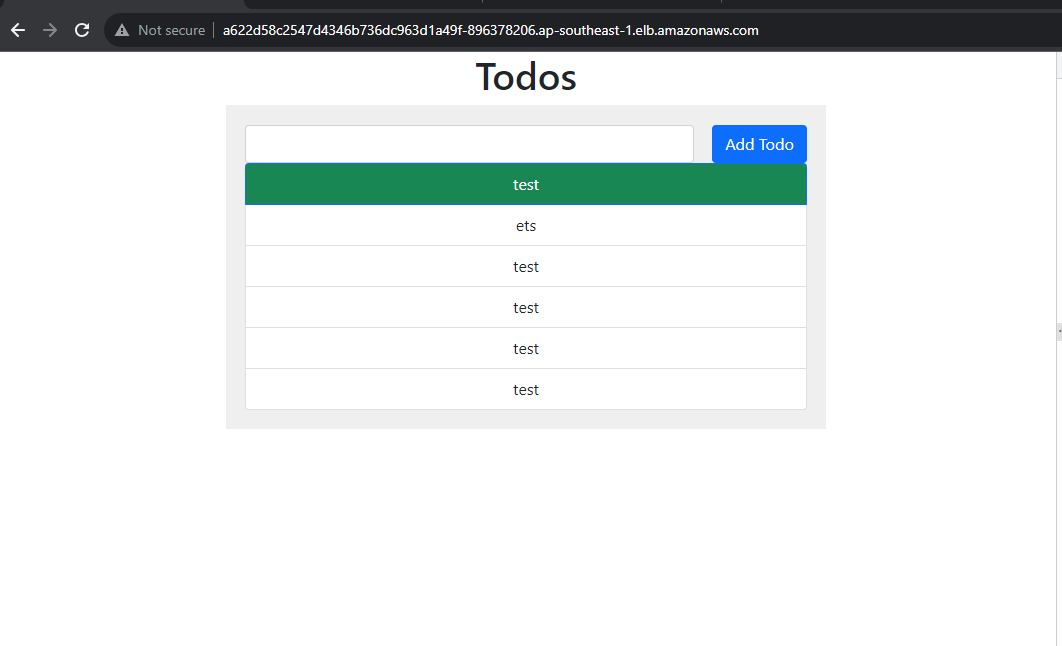 Not secure
a622d58c2547d4346b736dc963d1a49f-896378206.ap-southeast-1.elb.amazonaws.com
Todos
Add Todo
test
ets
test
test
test
test